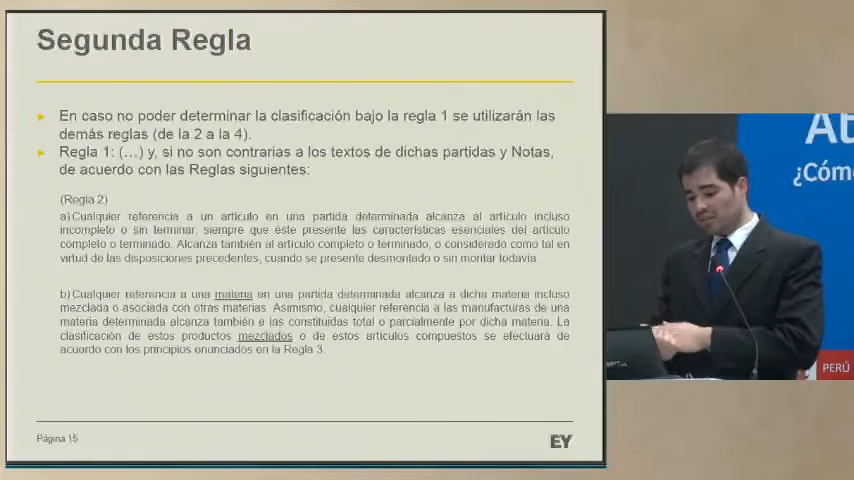 Segunda Regla
En caso no poder determinar la clasificación bajo la regla 1 se utilizarán las
demás reglas (de la 2 a la 4).
Regla 1: (...) y, si no son contrarias a los textos de dichas partidas y Notas,
de acuerdo con las Reglas siguientes:
(Regla 2)
a)Cualquier referencia a un artículo en una partida determinada alcanza al artículo incluso
incompleto o sin terminar, siempre que éste presente las características esenciales del artículo
completo o terminado. Alcanza también al artículo completo o terminado, o considerado como tal en
virtud de las disposiciones precedentes, cuando se presente desmontado o sin montar todavía.
b)Cualquier referencia a una materia en una partida determinada alcanza a dicha materia incluso
mezclada o asociada con otras materias. Asimismo, cualquier referencia a las manufacturas de una
materia determinada alcanza también a las constituidas total o parcialmente por dicha materia. La
clasificación de estos productos mezclados o de estos artículos compuestos se efectuará de
acuerdo con los principios enunciados en la Regla 3.
Página 15
EY
At
¿Cóm
PERÚ